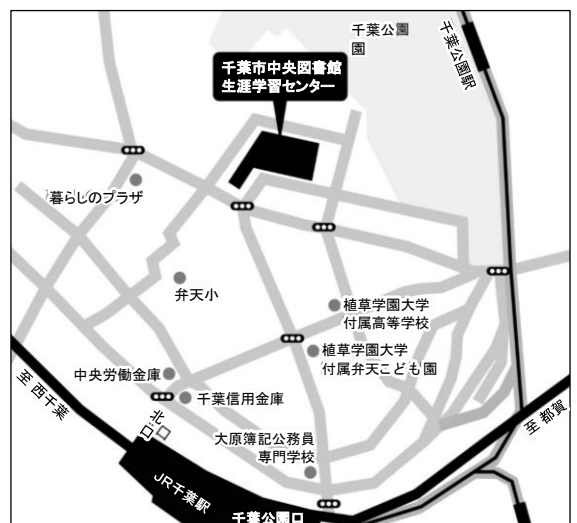 千葉公園
園
千葉公園駅
千葉市中央図書館
生涯学習センター
暮らしのプラザ
弁天小
植草学園大学
付属高等学校
植草学園大学
付属弁天こども園
中央労働金庫
千葉信用金庫
至 西千葉
北口
大原簿記公務員
専門学校
至 都賀
JR千葉駅
千葉公園口